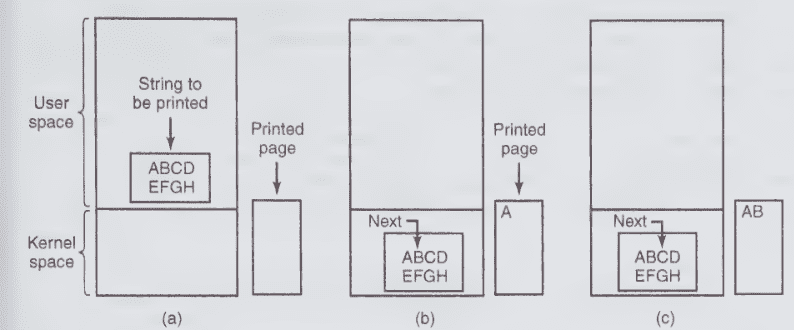 String to
be printed
User
space
Printed
page
ABCD
EFGH
Kernel
space
(a)
Printed
page
A
Next
ABCD
EFGH
(b)
AB
Next
ABCD
EFGH
(c)